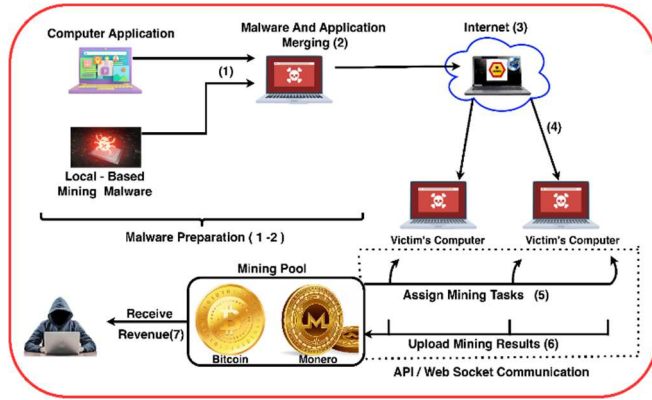 Computer Application
Malware And Application
Merging (2)
Internet (3)
(1)
(4)
Local - Based
Mining Malware
Malware Preparation ( 1 -2 )
Victim's Computer
Victim's Computer
Mining Pool
Assign Mining Tasks (5)
Receive
Revenue(7)
Bitcoin
Monero
Upload Mining Results (6)
API / Web Socket Communication